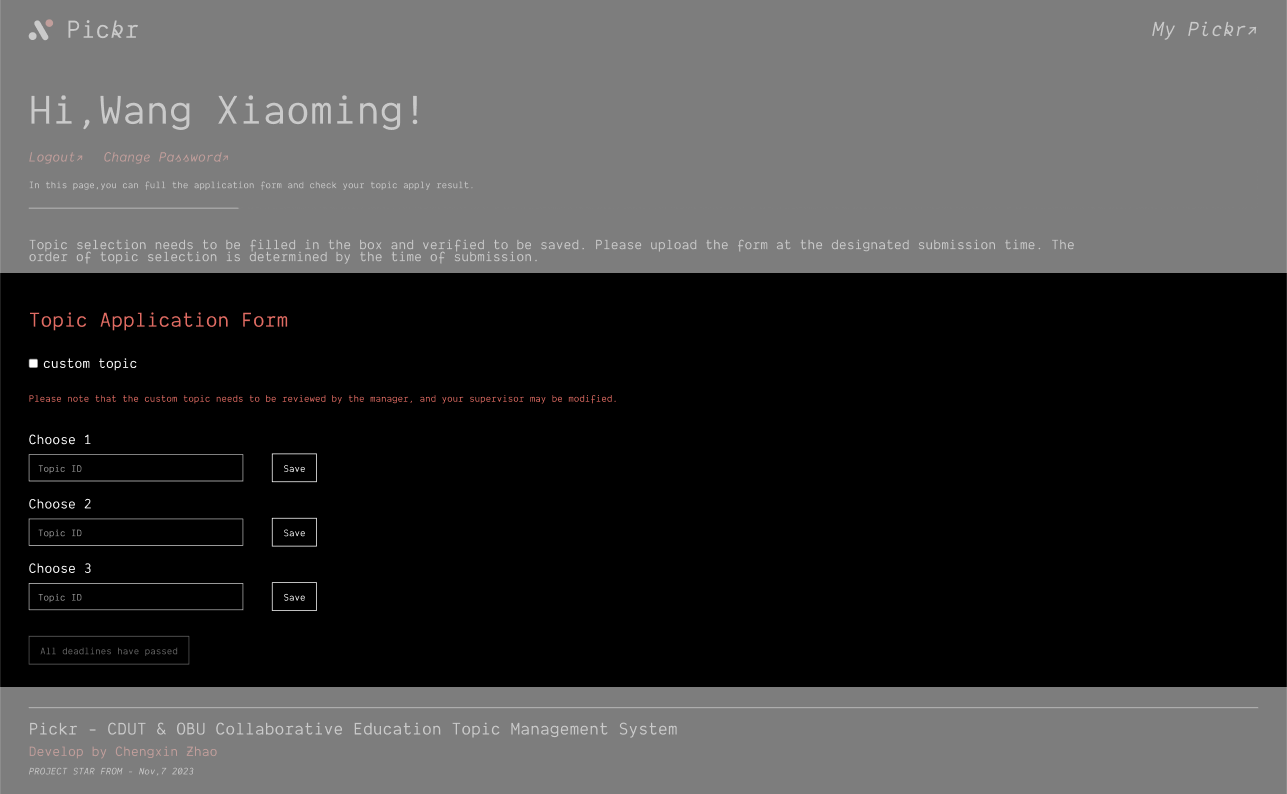 Pickr
My Pickr↗
Hi,Wang Xiaoming!
Logout↗ Change Password↗
In this page,you can full the application form and check your topic apply result.
Topic selection needs to be filled in the box and verified to be saved. Please upload the form at the designated submission time. The
order of topic selection is determined by the time of submission.
Topic Application Form
custom topic
Please note that the custom topic needs to be reviewed by the manager, and your supervisor may be modified.
Choose 1
Topic ID Save
Choose 2
Topic ID Save
Choose 3
Topic ID Save
All deadlines have passed
Pickr - CDUT & OBU Collaborative Education Topic Management System
Develop by Chengxin Zhao
PROJECT STAR FROM - Nov,7 2023